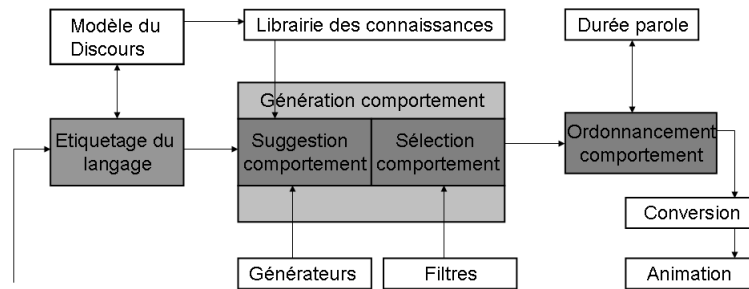 Modèle du
Discours
Librairie des connaissances
Durée parole
Génération comportement
Etiquetage du
langage
Suggestion
comportement
Sélection
comportement
Ordonnancement
comportement
Conversion
Générateurs
Filtres
Animation